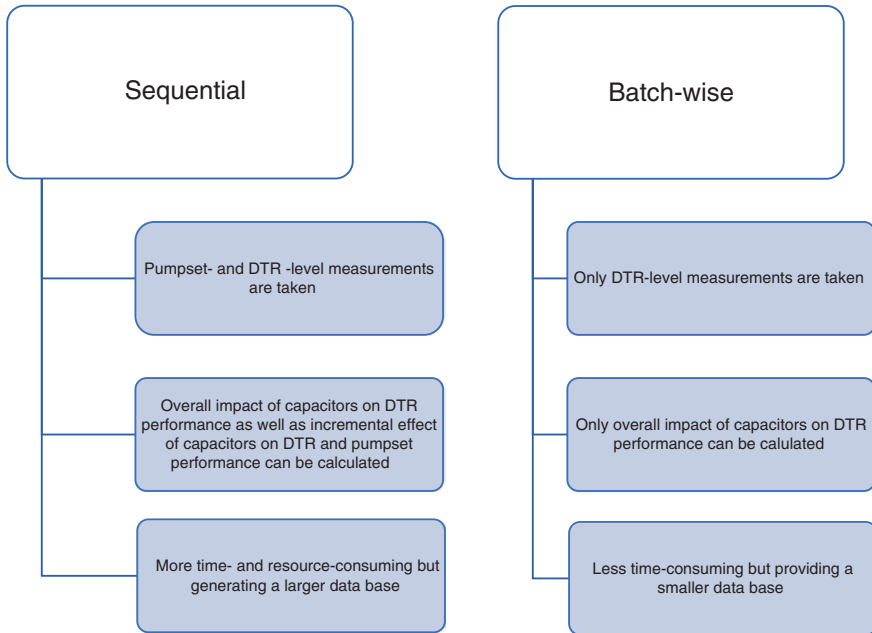 Sequential
Pumpset- and DTR -level measurements
are taken
Overall impact of capacitors on DTR
performance as well as incremental effect
of capacitors on DTR and pumpset
performance can be calculated
More time- and resource-consuming but
generating a larger data base
Batch-wise
Only DTR-level measurements are taken
Only overall impact of capacitors on DTR
performance can be calulated
Less time-consuming but providing a
smaller data base